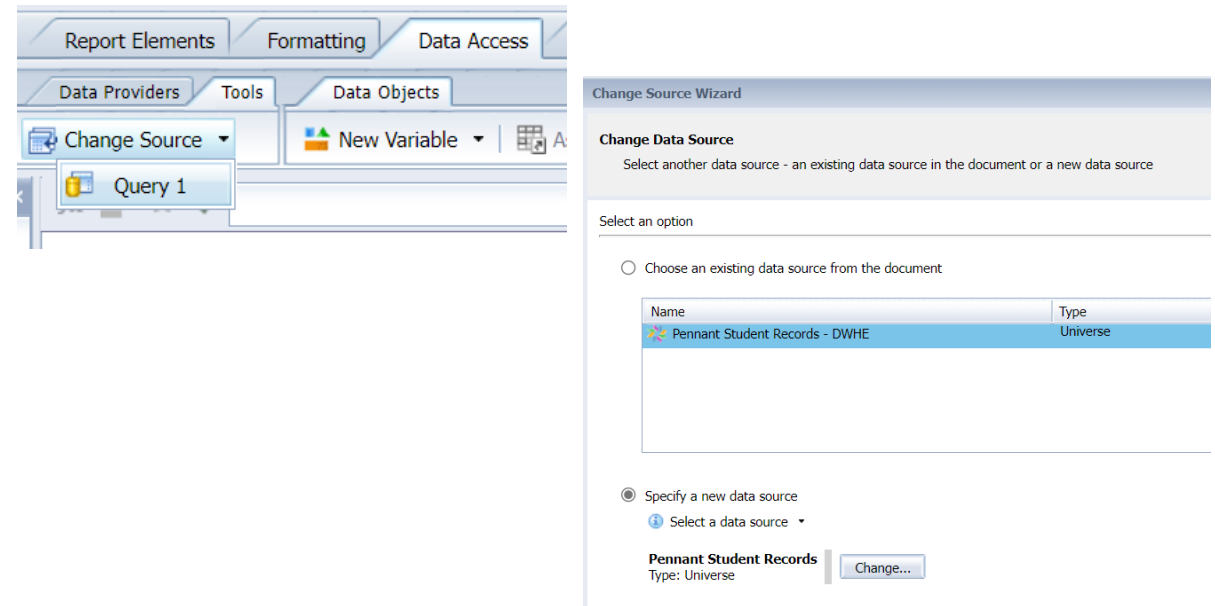 Report Elements Formatting Data Access
Data Providers Tools Data Objects
Change Source New Variable
Query 1
Change Source Wizard
Change Data Source
Select another data source - an existing data source in the document or a new data source
Select an option
Choose an existing data source from the document
Name Type
Pennant Student Records - DWHE Universe
Specify a new data source
Select a data source
Pennant Student Records
Type: Universe
Change...